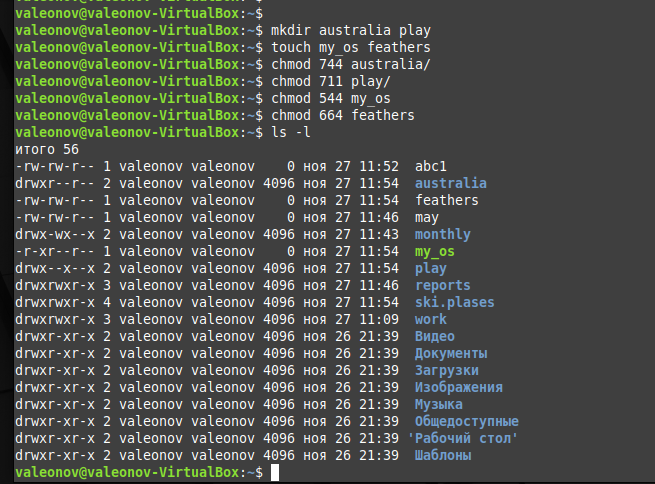 valeonov@valeonov-VirtualBox:~$
valeonov@valeonov-VirtualBox:~$
valeonov@valeonov-VirtualBox:~$ mkdir australia play
valeonov@valeonov-VirtualBox:~$ touch my_os feathers
valeonov@valeonov-VirtualBox:~$ chmod 744 australia/
valeonov@valeonov-VirtualBox:~$ chmod 711 play/
valeonov@valeonov-VirtualBox:~$ chmod 544 my_os
valeonov@valeonov-VirtualBox:~$ chmod 664 feathers
valeonov@valeonov-VirtualBox:~$ ls -l
итого 56
-rw-rw-r-- 1 valeonov valeonov    0 ноя 27 11:52  abc1
drwxr--r-- 2 valeonov valeonov 4096 ноя 27 11:54  australia
-rw-rw-r-- 1 valeonov valeonov    0 ноя 27 11:54  feathers
-rw-rw-r-- 1 valeonov valeonov    0 ноя 27 11:46  may
drwx-wx--x 2 valeonov valeonov 4096 ноя 27 11:43  monthly
-r-xr--r-- 1 valeonov valeonov    0 ноя 27 11:54  my_os
drwx--x--x 2 valeonov valeonov 4096 ноя 27 11:54  play
drwxrwxr-x 3 valeonov valeonov 4096 ноя 27 11:46  reports
drwxrwxr-x 4 valeonov valeonov 4096 ноя 27 11:54  ski.plases
drwxrwxr-x 3 valeonov valeonov 4096 ноя 27 11:09  work
drwxr-xr-x 2 valeonov valeonov 4096 ноя 26 21:39  Видео
drwxr-xr-x 2 valeonov valeonov 4096 ноя 26 21:39  Документы
drwxr-xr-x 2 valeonov valeonov 4096 ноя 26 21:39  Загрузки
drwxr-xr-x 2 valeonov valeonov 4096 ноя 26 21:39  Изображения
drwxr-xr-x 2 valeonov valeonov 4096 ноя 26 21:39  Музыка
drwxr-xr-x 2 valeonov valeonov 4096 ноя 26 21:39  Общедоступные
drwxr-xr-x 2 valeonov valeonov 4096 ноя 26 21:39 'Рабочий стол'
drwxr-xr-x 2 valeonov valeonov 4096 ноя 26 21:39  Шаблоны
valeonov@valeonov-VirtualBox:~$